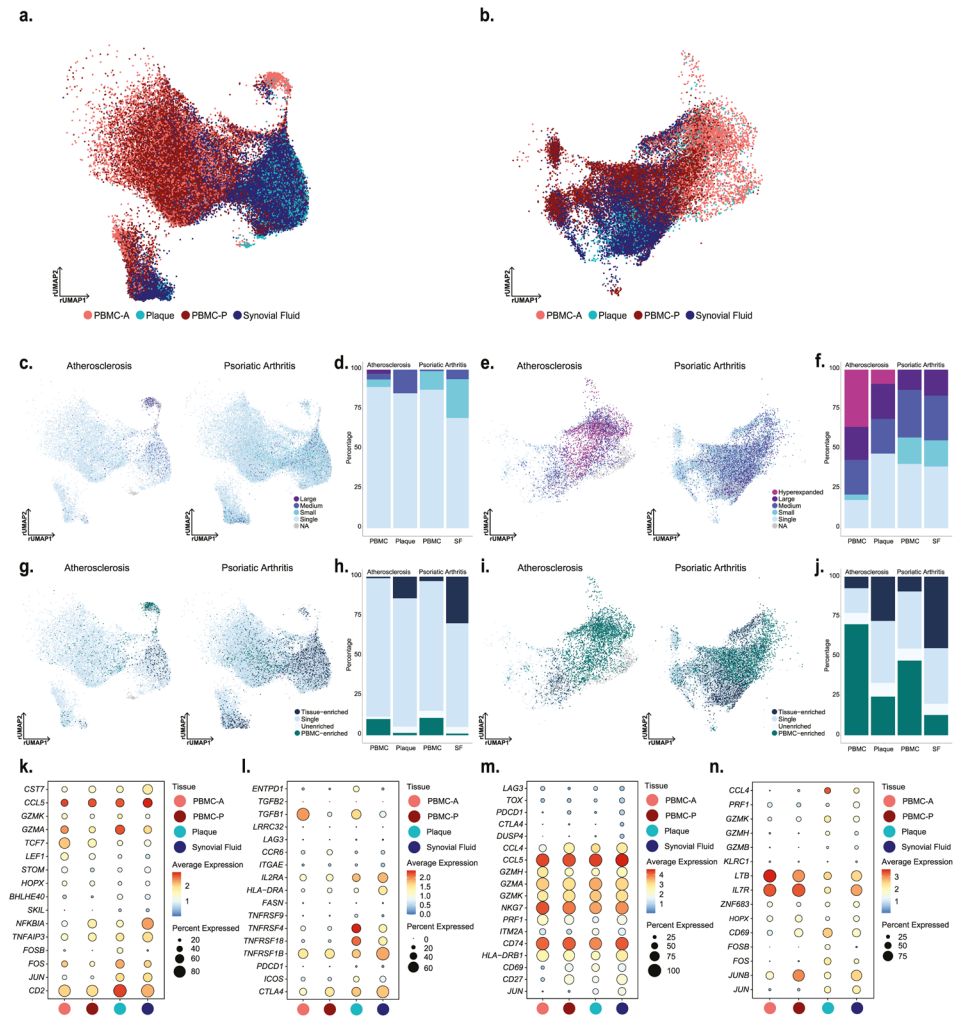 a.
b.
rUMAP2
rUMAP1
PBMC-A Plaque PBMC-P Synovial Fluid
rUMAP2
rUMAP1
PBMC-A Plaque PBMC-P Synovial Fluid
c.
Atherosclerosis
Psoriatic Arthritis
Large
Medium
Small
Single
NA
rUMAP2
rUMAP1
rUMAP2
rUMAP1
d.
Atherosclerosis Psoriatic Arthritis
Percentage
100
75
50
25
0
PBMC Plaque PBMC SF
e.
Atherosclerosis
Psoriatic Arthritis
Hyperexpanded
Large
Medium
Small
Single
NA
rUMAP2
rUMAP1
rUMAP2
rUMAP1
f.
Atherosclerosis Psoriatic Arthritis
Percentage
100
75
50
25
0
PBMC Plaque PBMC SF
g.
Atherosclerosis
Psoriatic Arthritis
Tissue-enriched
Single
Unenriched
PBMC-enriched
rUMAP2
rUMAP1
rUMAP2
rUMAP1
h.
Atherosclerosis Psoriatic Arthritis
Percentage
100
75
50
25
0
PBMC Plaque PBMC SF
i.
Atherosclerosis
Psoriatic Arthritis
Tissue-enriched
Single
Unenriched
PBMC-enriched
rUMAP2
rUMAP1
rUMAP2
rUMAP1
j.
Atherosclerosis Psoriatic Arthritis
Percentage
100
75
50
25
0
PBMC Plaque PBMC SF
k.
CST7
CCL5
GZMK
GZMA
TCF7
LEF1
STOM
HOPX
BHLHE40
SKIL
NFKBIA
TNFAIP3
FOSB
FOS
JUN
CD2
Tissue
PBMC-A
PBMC-P
Plaque
Synovial Fluid
Average Expression
2
1
Percent Expressed
20
40
60
80
l.
ENTPD1
TGFB2
TGFB1
LRRC32
LAG3
CCR6
ITGAE
IL2RA
HLA-DRA
FASN
TNFRSF9
TNFRSF4
TNFRSF18
TNFRSF1B
PDCD1
ICOS
CTLA4
Tissue
PBMC-A
PBMC-P
Plaque
Synovial Fluid
Average Expression
2.0
1.5
1.0
0.5
0.0
Percent Expressed
0
20
40
60
m.
LAG3
TOX
PDCD1
CTLA4
DUSP4
CCL4
CCL5
GZMH
GZMA
GZMK
NKG7
PRF1
ITM2A
CD74
HLA-DRB1
CD69
CD27
JUN
Tissue
PBMC-A
PBMC-P
Plaque
Synovial Fluid
Average Expression
4
3
2
1
Percent Expressed
25
50
75
100
n.
CCL4
PRF1
GZMK
GZMH
GZMB
KLRC1
LTB
IL7R
ZNF683
HOPX
CD69
FOSB
FOS
JUNB
JUN
Tissue
PBMC-A
PBMC-P
Plaque
Synovial Fluid
Average Expression
4
3
2
1
Percent Expressed
25
50
75